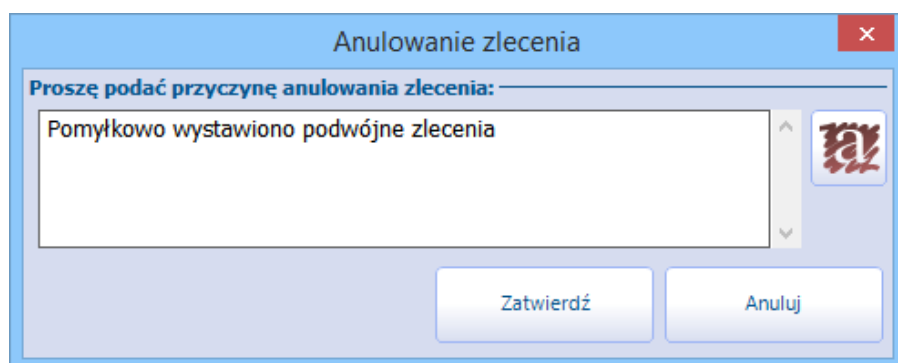 Anulowanie zlecenia
Proszę podać przyczynę anulowania zlecenia:
Pomyłkowo wystawiono podwójne zlecenia
a
Zatwierdź
Anuluj